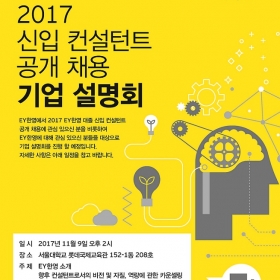 2017
신입 컨설턴트
공개 채용
기업 설명회
EY한영에서 2017 EY한영 대졸 신입 컨설턴트
공개 채용에 관심 있으신 분을 비롯하여
EY한영에 대해 관심 있으신 분들을 대상으로
기업 설명회를 진행 할 예정입니다.
자세한 사항은 아래 일정을 참고 바랍니다.
일 시 2017년 11월 9일 오후 2시
장 소 서울대학교 롯데국제교육관 152-1동 208호
주 제 EY한영 소개
향후 컨설턴트로서의 비전 및 자질, 역량에 관한 카운셀링